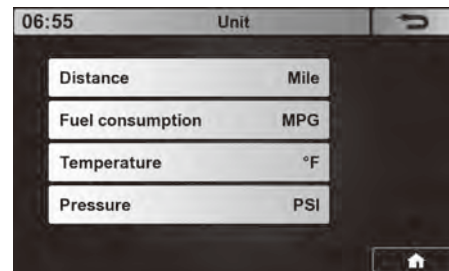 06:55 Unit
Distance Mile
Fuel consumption MPG
Temperature °F
Pressure PSI